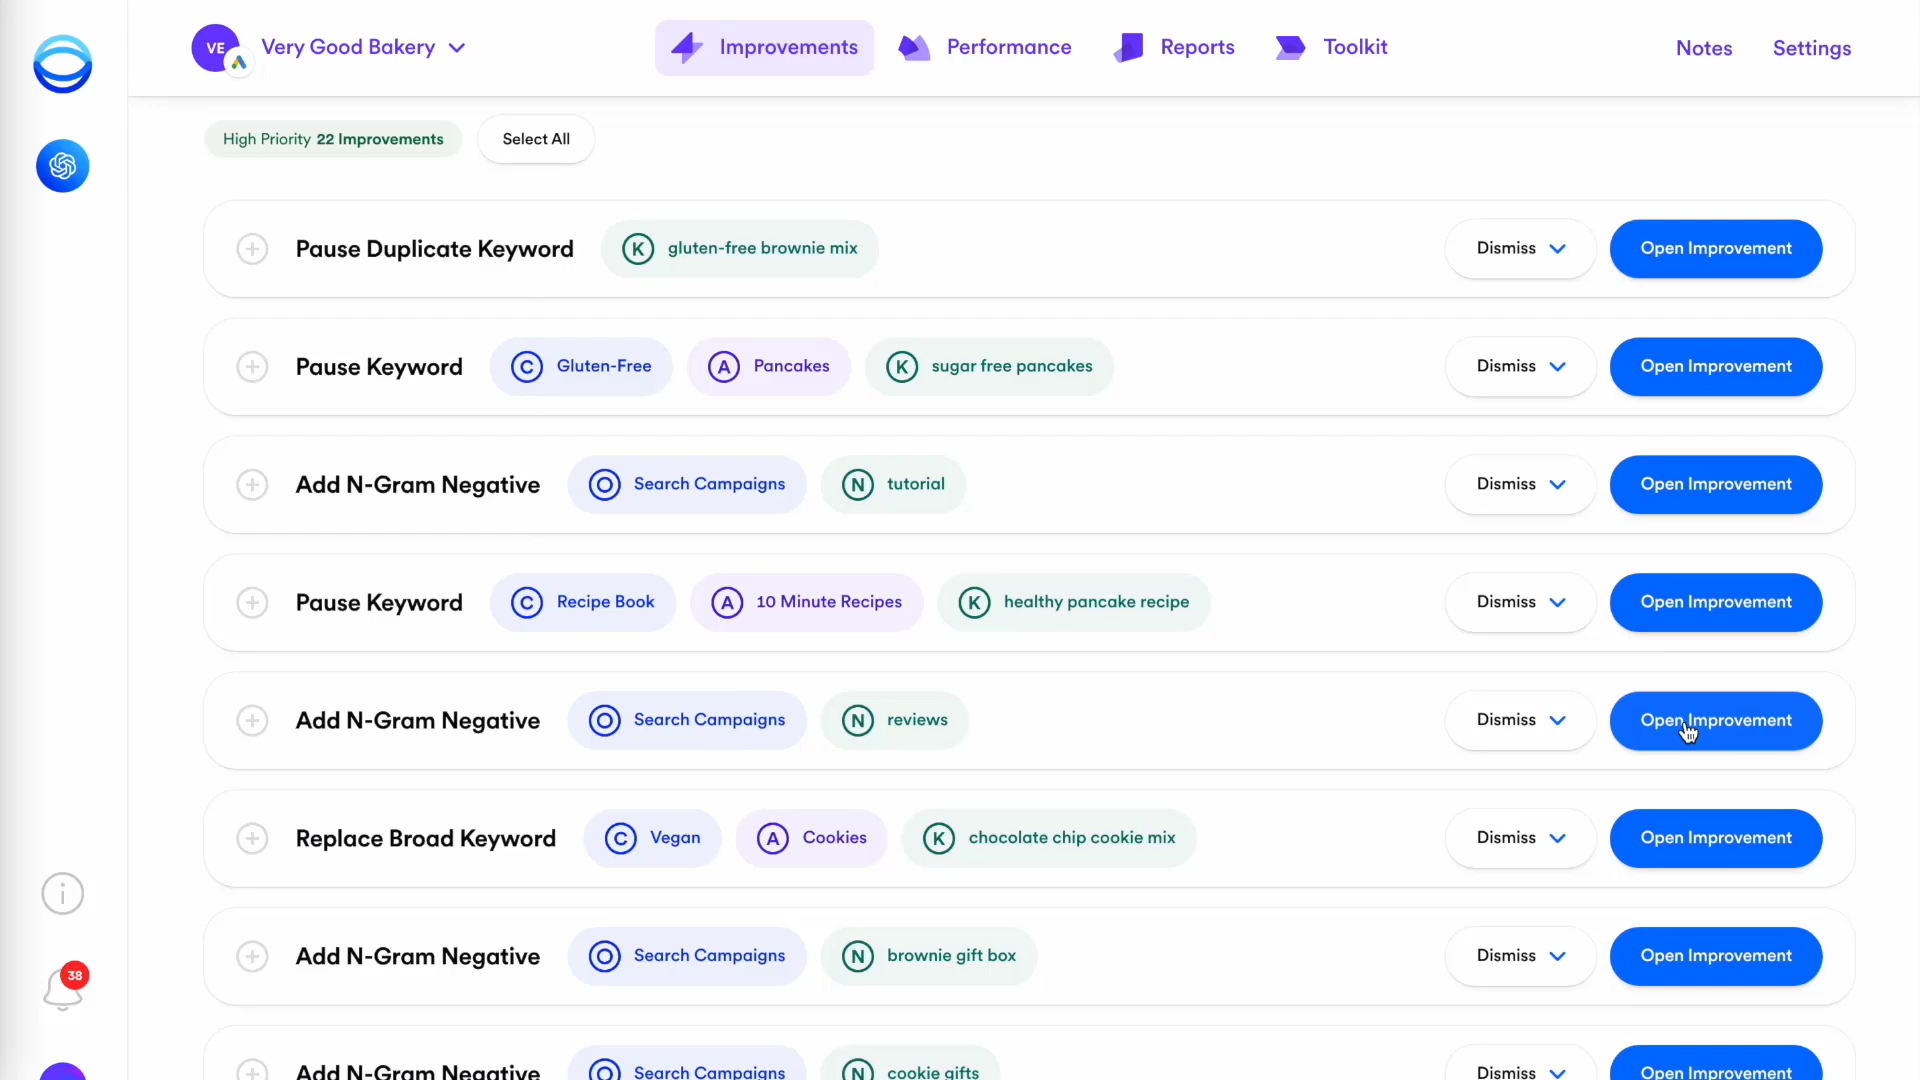 VE
Very Good Bakery
Improvements
Performance
Reports
Toolkit
Notes
Settings
High Priority 22 Improvements
Select All
Pause Duplicate Keyword K gluten-free brownie mix Dismiss Open Improvement
Pause Keyword C Gluten-Free A Pancakes K sugar free pancakes Dismiss Open Improvement
Add N-Gram Negative O Search Campaigns N tutorial Dismiss Open Improvement
Pause Keyword C Recipe Book A 10 Minute Recipes K healthy pancake recipe Dismiss Open Improvement
Add N-Gram Negative O Search Campaigns N reviews Dismiss Open Improvement
Replace Broad Keyword C Vegan A Cookies K chocolate chip cookie mix Dismiss Open Improvement
i
Add N-Gram Negative O Search Campaigns N brownie gift box Dismiss Open Improvement
38
Add N-Gram Negative O Search Campaigns N cookie gifts Dismiss Open Improvement